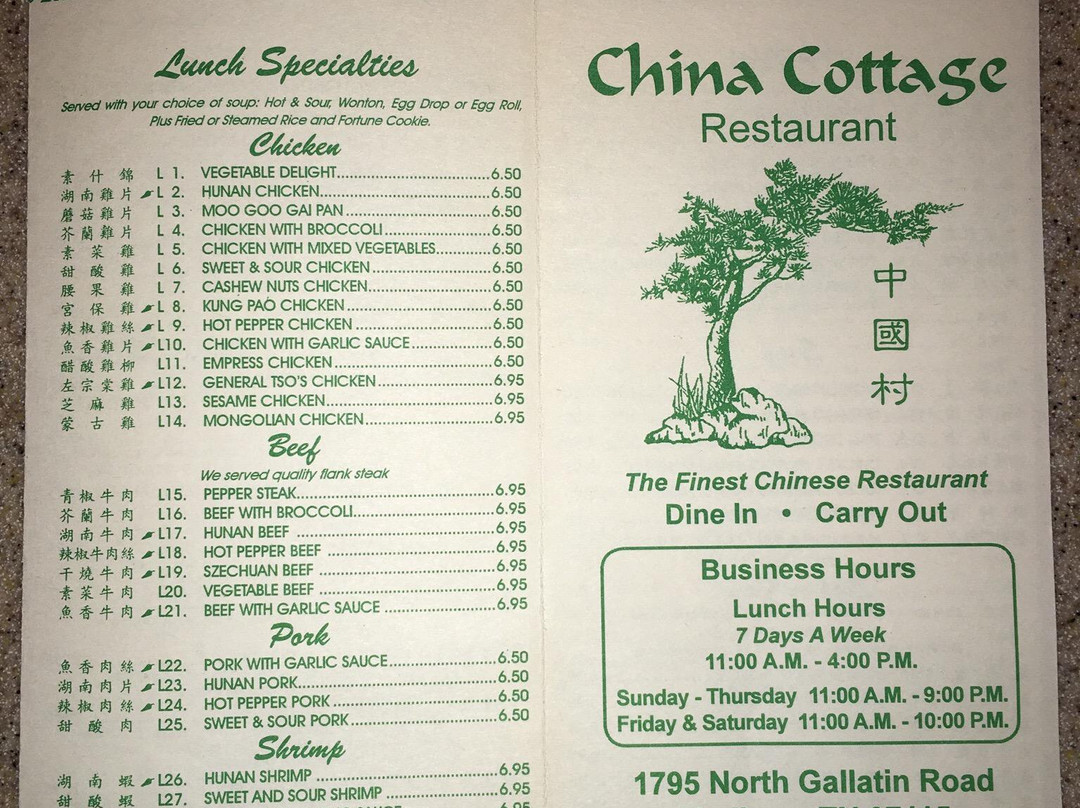 Lunch Specialties
Served with your choice of soup: Hot & Sour, Wonton, Egg Drop or Egg Roll,
Plus Fried or Steamed Rice and Fortune Cookie.
Chicken
素什錦 L 1. VEGETABLE DELIGHT 6.50
湖南雞片 L 2. HUNAN CHICKEN 6.50
蘑菇雞片 L 3. MOO GOO GAI PAN 6.50
芥蘭雞片 L 4. CHICKEN WITH BROCCOLI 6.50
素菜雞 L 5. CHICKEN WITH MIXED VEGETABLES 6.50
甜酸雞 L 6. SWEET & SOUR CHICKEN 6.50
腰果雞 L 7. CASHEW NUTS CHICKEN 6.50
宮保雞 L 8. KUNG PAO CHICKEN 6.50
辣椒雞絲 L 9. HOT PEPPER CHICKEN 6.50
魚香雞片 L10. CHICKEN WITH GARLIC SAUCE 6.50
醋酸雞柳 L11. EMPRESS CHICKEN 6.50
左宗棠雞 L12. GENERAL TSO'S CHICKEN 6.95
芝麻雞 L13. SESAME CHICKEN 6.95
蒙古雞 L14. MONGOLIAN CHICKEN 6.95
Beef
We served quality flank steak
青椒牛肉 L15. PEPPER STEAK 6.95
芥蘭牛肉 L16. BEEF WITH BROCCOLI 6.95
湖南牛肉 L17. HUNAN BEEF 6.95
辣椒牛肉絲 L18. HOT PEPPER BEEF 6.95
干燒牛肉 L19. SZECHUAN BEEF 6.95
素菜牛肉 L20. VEGETABLE BEEF 6.95
魚香牛肉 L21. BEEF WITH GARLIC SAUCE 6.95
Pork
魚香肉絲 L22. PORK WITH GARLIC SAUCE 6.50
湖南肉片 L23. HUNAN PORK 6.50
辣椒肉絲 L24. HOT PEPPER PORK 6.50
甜酸肉 L25. SWEET & SOUR PORK 6.50
Shrimp
湖南蝦 L26. HUNAN SHRIMP 6.95
甜酸蝦 L27. SWEET AND SOUR SHRIMP 6.95
China Cottage
Restaurant
中
國
村
The Finest Chinese Restaurant
Dine In • Carry Out
Business Hours
Lunch Hours
7 Days A Week
11:00 A.M. - 4:00 P.M.
Sunday - Thursday 11:00 A.M. - 9:00 P.M.
Friday & Saturday 11:00 A.M. - 10:00 P.M.
1795 North Gallatin Road